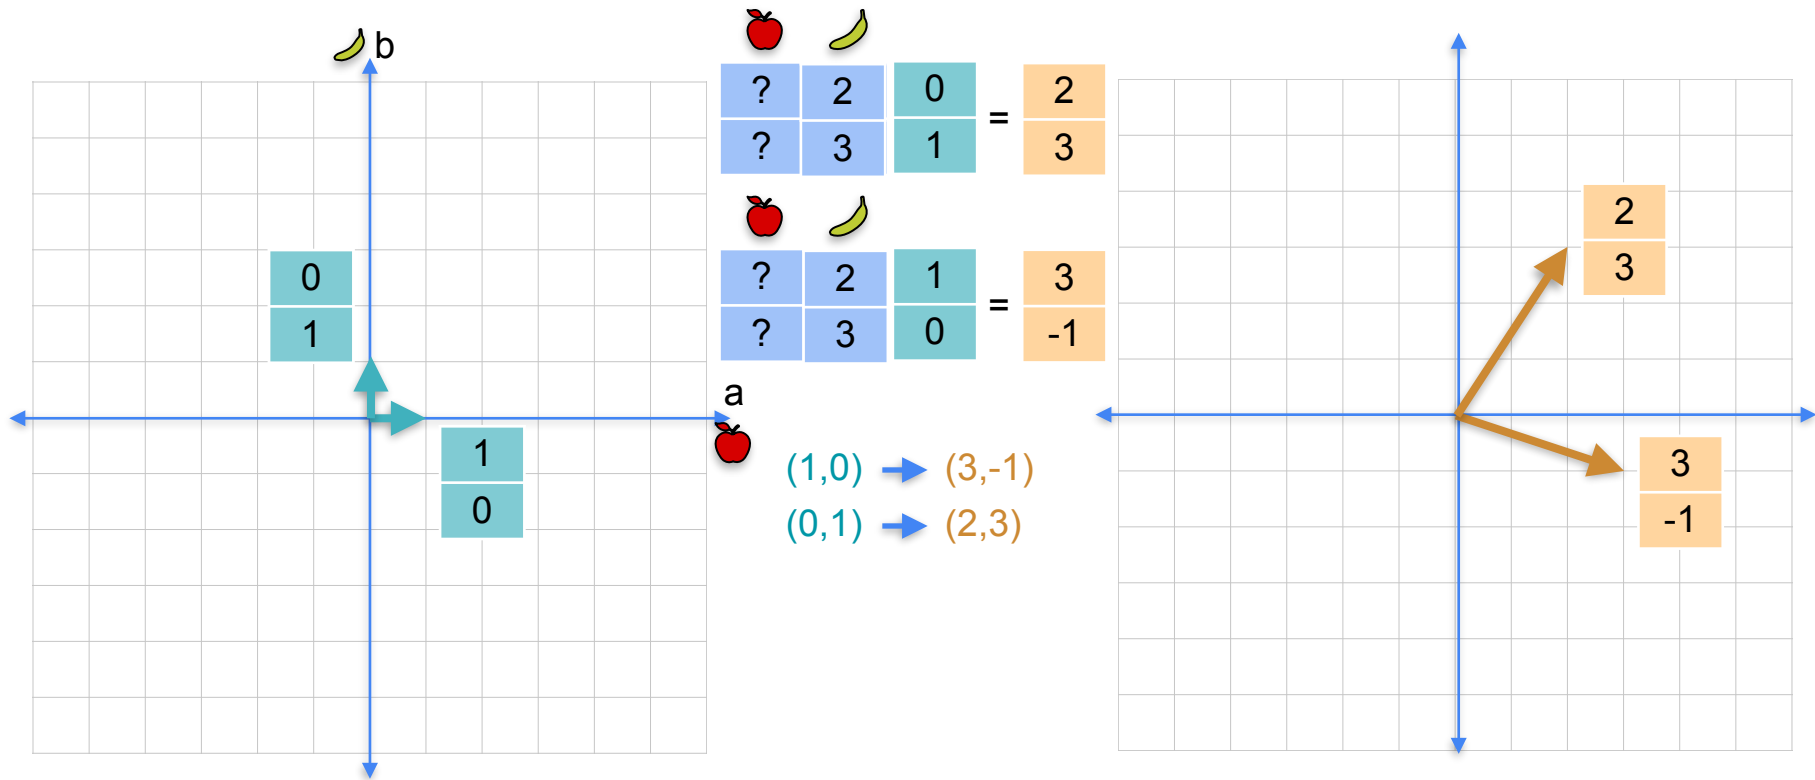 b
? 2 0 = 2
? 3 1 3
? 2 1 = 3
? 3 0 -1
0
1
a
1
0
(1,0) (3,-1)
(0,1) (2,3)
2
3
3
-1